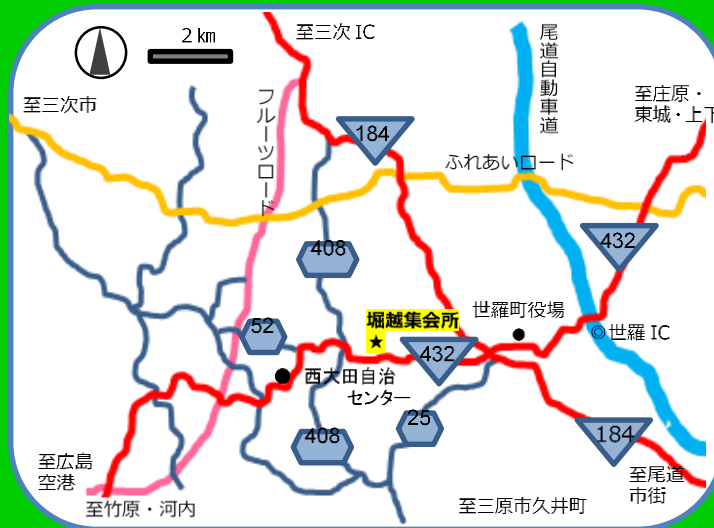 2 km
至三次 IC
尾道自動車道
至三次市
フルーツロード
184
至庄原・
東城・上下
ふれあいロード
408
432
52
堀越集会所
★
世羅町役場
◎世羅 IC
432
西大田自治
センター
408
25
184
至広島
空港
至尾道
市街
至竹原・河内
至三原市久井町